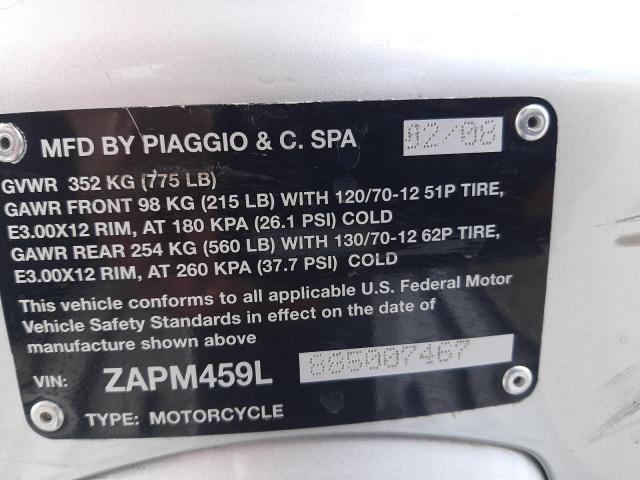 MFD BY PIAGGIO & C. SPA 02/08
GVWR 352 KG (775 LB)
GAWR FRONT 98 KG (215 LB) WITH 120/70-12 51P TIRE,
E3.00X12 RIM, AT 180 KPA (26.1 PSI) COLD
GAWR REAR 254 KG (560 LB) WITH 130/70-12 62P TIRE,
E3.00X12 RIM, AT 260 KPA (37.7 PSI) COLD
This vehicle conforms to all applicable U.S. Federal Motor
Vehicle Safety Standards in effect on the date of
manufacture shown above
VIN: ZAPM459L 685007467
TYPE: MOTORCYCLE